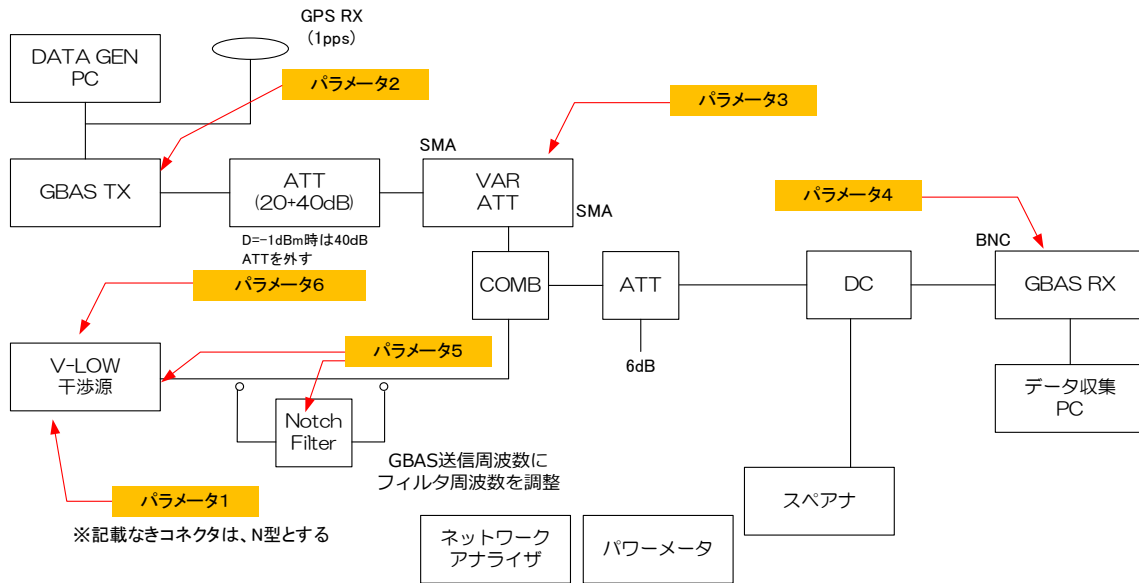 GPS RX
(1pps)
DATA GEN
PC
パラメータ2
パラメータ3
SMA
GBAS TX
ATT
(20+40dB)
VAR
ATT
SMA
パラメータ4
D=-1dBm時は40dB
ATTを外す
BNC
パラメータ6
COMB
ATT
DC
GBAS RX
V-LOW
干渉源
パラメータ5
6dB
データ収集
PC
Notch
Filter
GBAS送信周波数に
フィルタ周波数を調整
パラメータ1
スペアナ
※記載なきコネクタは、N型とする
ネットワーク
アナライザ
パワーメータ